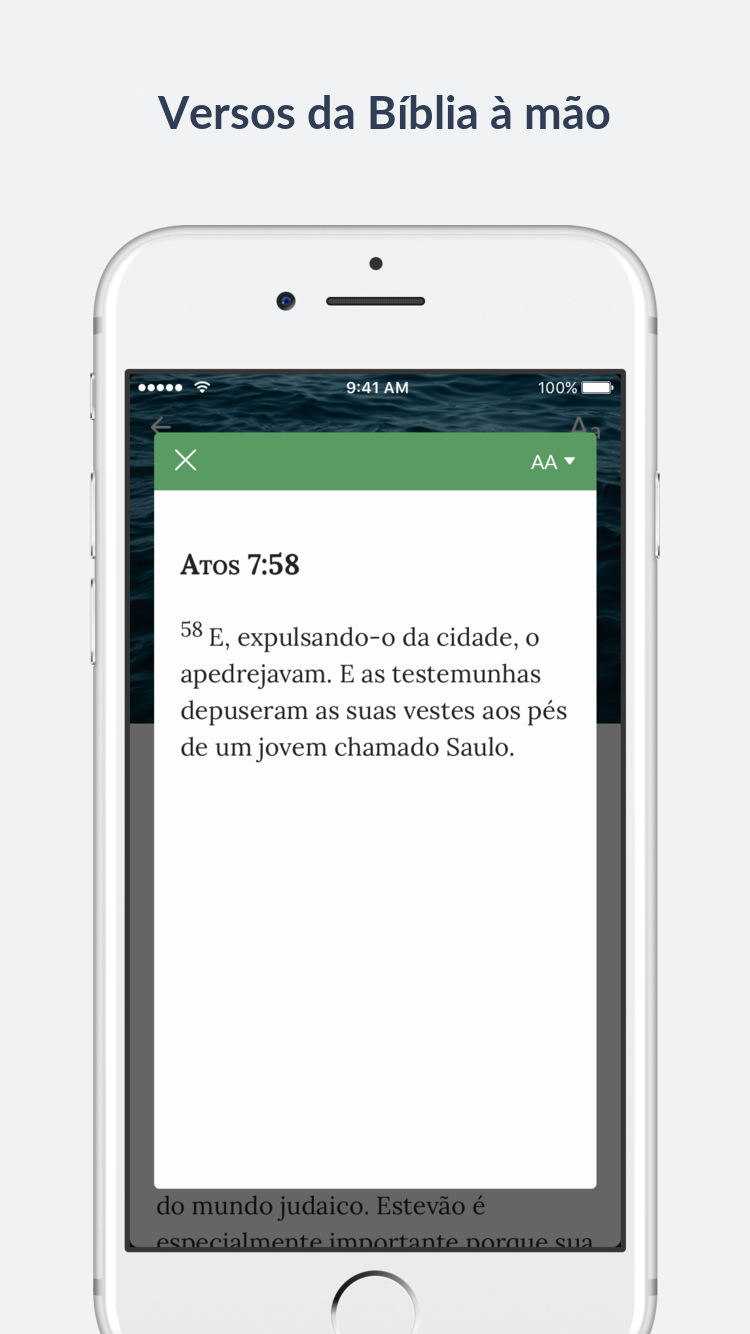 Versos da Bíblia à mão
9:41 AM 100%
Aa
AA
Atos 7:58
58 E, expulsando-o da cidade, o
apedrejavam. E as testemunhas
depuseram as suas vestes aos pés
de um jovem chamado Saulo.
do mundo judaico. Estevão é
especialmente importante porque sua